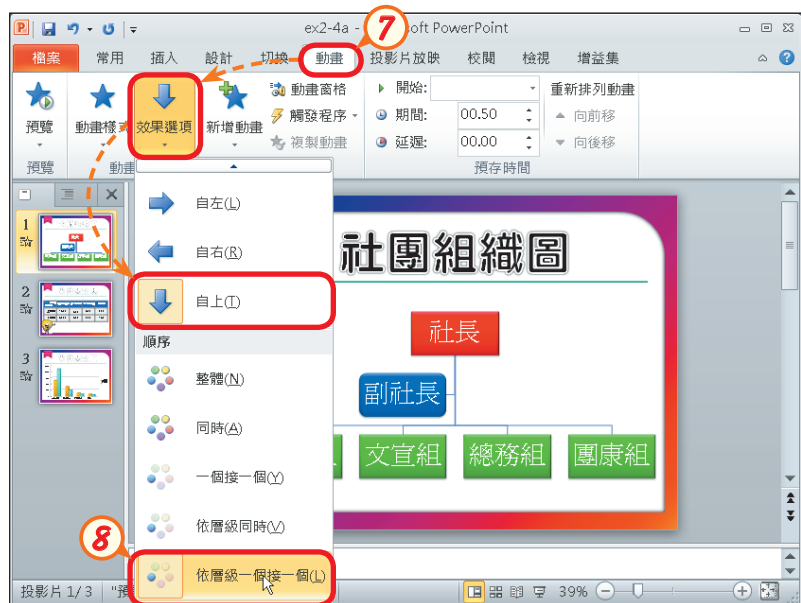 ex2-4a - soft PowerPoint
7
檔案 常用 插入 設計 切換 動畫 投影片放映 校閱 檢視 增益集
預覽
動畫樣式
效果選項
新增動畫
動畫窗格
觸發程序
複製動畫
開始:
期間: 00.50
延遲: 00.00
重新排列動畫
向前移
向後移
預覽 動畫 預存時間
自左(L)
自右(R)
自上(T)
順序
整體(N)
同時(A)
一個接一個(Y)
依層級同時(V)
8
依層級一個接一個(L)
1
2
3
社團組織圖
社長
副社長
文宣組 總務組 團康組
投影片 1/3 39%